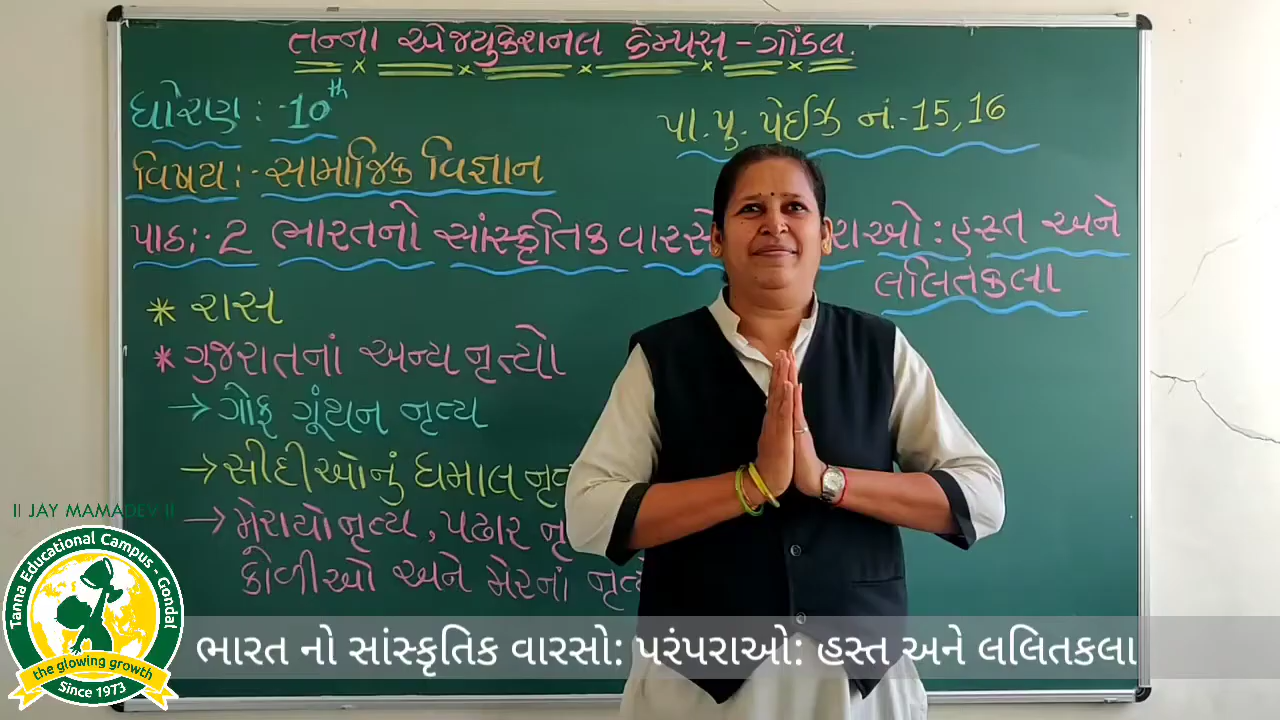 તન્ના એજ્યુકેશનલ કેમ્પસ - ગોંડલ.
ધોરણ :- 10th
પા.પુ. પેઈઝ નં.- 15, 16
વિષય :- સામાજિક વિજ્ઞાન
પાઠ :- 2 ભારતનો સાંસ્કૃતિક વારસો રાઓ : હસ્ત અને
લલિતકલા
* રાસ
* ગુજરાતનાં અન્ય નૃત્યો
→ ગોફ ગૂંથન નૃત્ય
→ સીદીઓનું ધમાલ નૃત્
→ મેરાયો નૃત્ય, પઢાર નૃ
કોળીઓ અને મેરનાં નૃત્ય
॥ JAY MAMADEV ॥
Tanna Educational Campus - Gondal
the glowing growth
Since 1973
ભારત નો સાંસ્કૃતિક વારસો: પરંપરાઓ: હસ્ત અને લલિતકલા